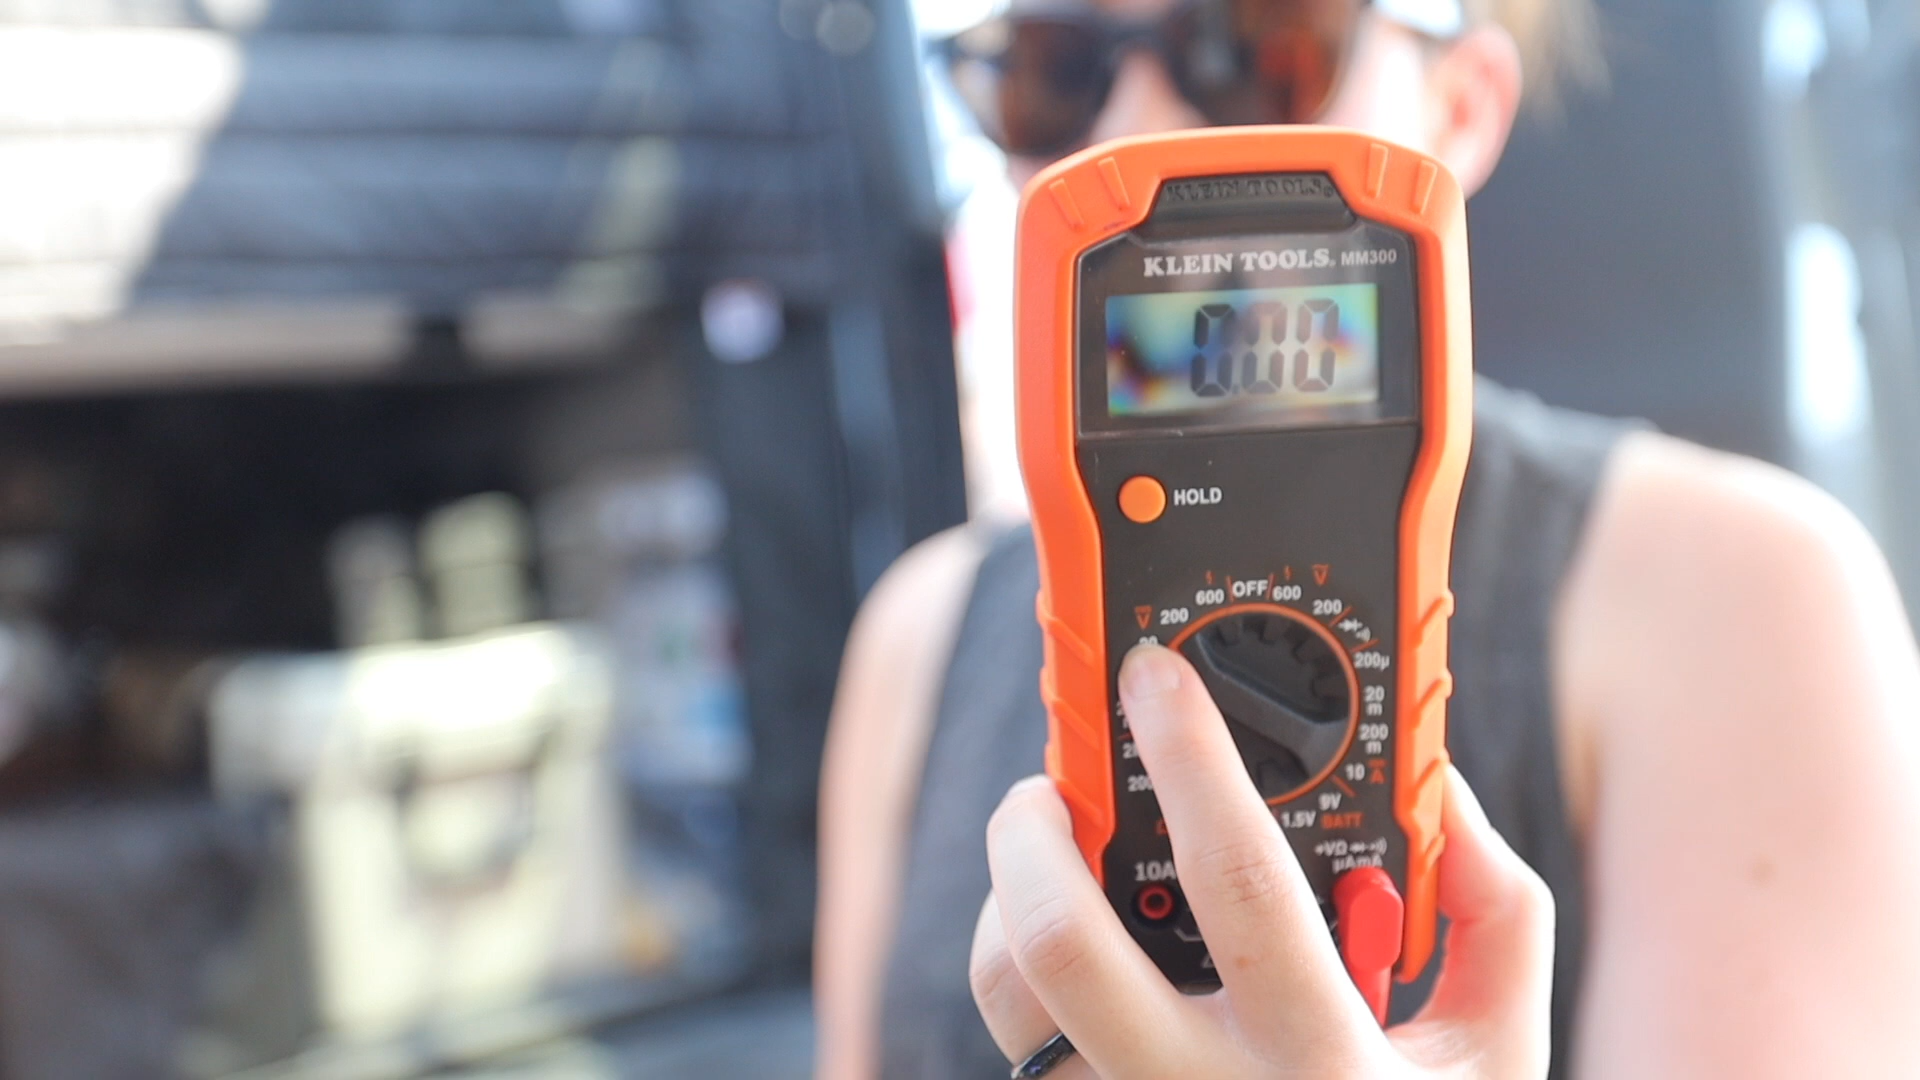 KLEIN TOOLS®
KLEIN TOOLS® MM300
0.00
HOLD
OFF
600
600
V
200
200
V
20
200µ
20
m
200
m
10 A
9V
1.5V BATT
+VΩ
µAmA
10A